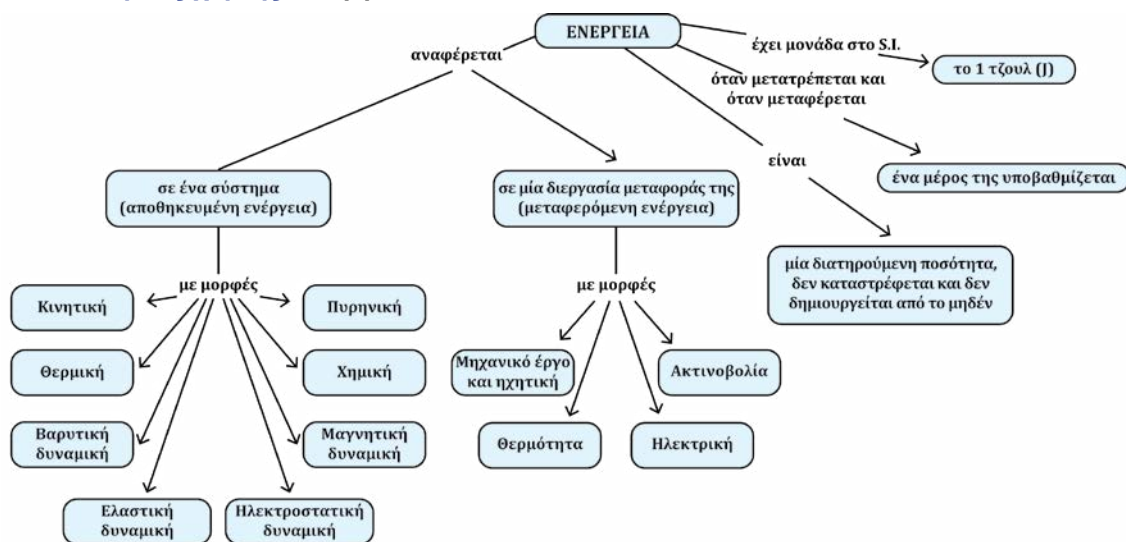 ΕΝΕΡΓΕΙΑ
αναφέρεται
έχει μονάδα στο S.I.
το 1 τζουλ (J)
όταν μετατρέπεται και
όταν μεταφέρεται
ένα μέρος της υποβαθμίζεται
είναι
μία διατηρούμενη ποσότητα,
δεν καταστρέφεται και δεν
δημιουργείται από το μηδέν
σε ένα σύστημα
(αποθηκευμένη ενέργεια)
σε μία διεργασία μεταφοράς της
(μεταφερόμενη ενέργεια)
με μορφές
Κινητική
Πυρηνική
Θερμική
Χημική
Βαρυτική
δυναμική
Μαγνητική
δυναμική
Ελαστική
δυναμική
Ηλεκτροστατική
δυναμική
με μορφές
Μηχανικό έργο
και ηχητική
Ακτινοβολία
Θερμότητα
Ηλεκτρική